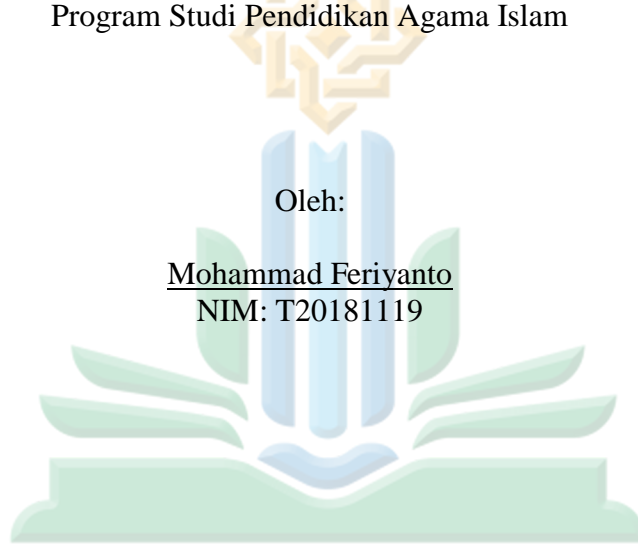 Program Studi Pendidikan Agama Islam
Oleh:
Mohammad Feriyanto
NIM: T20181119